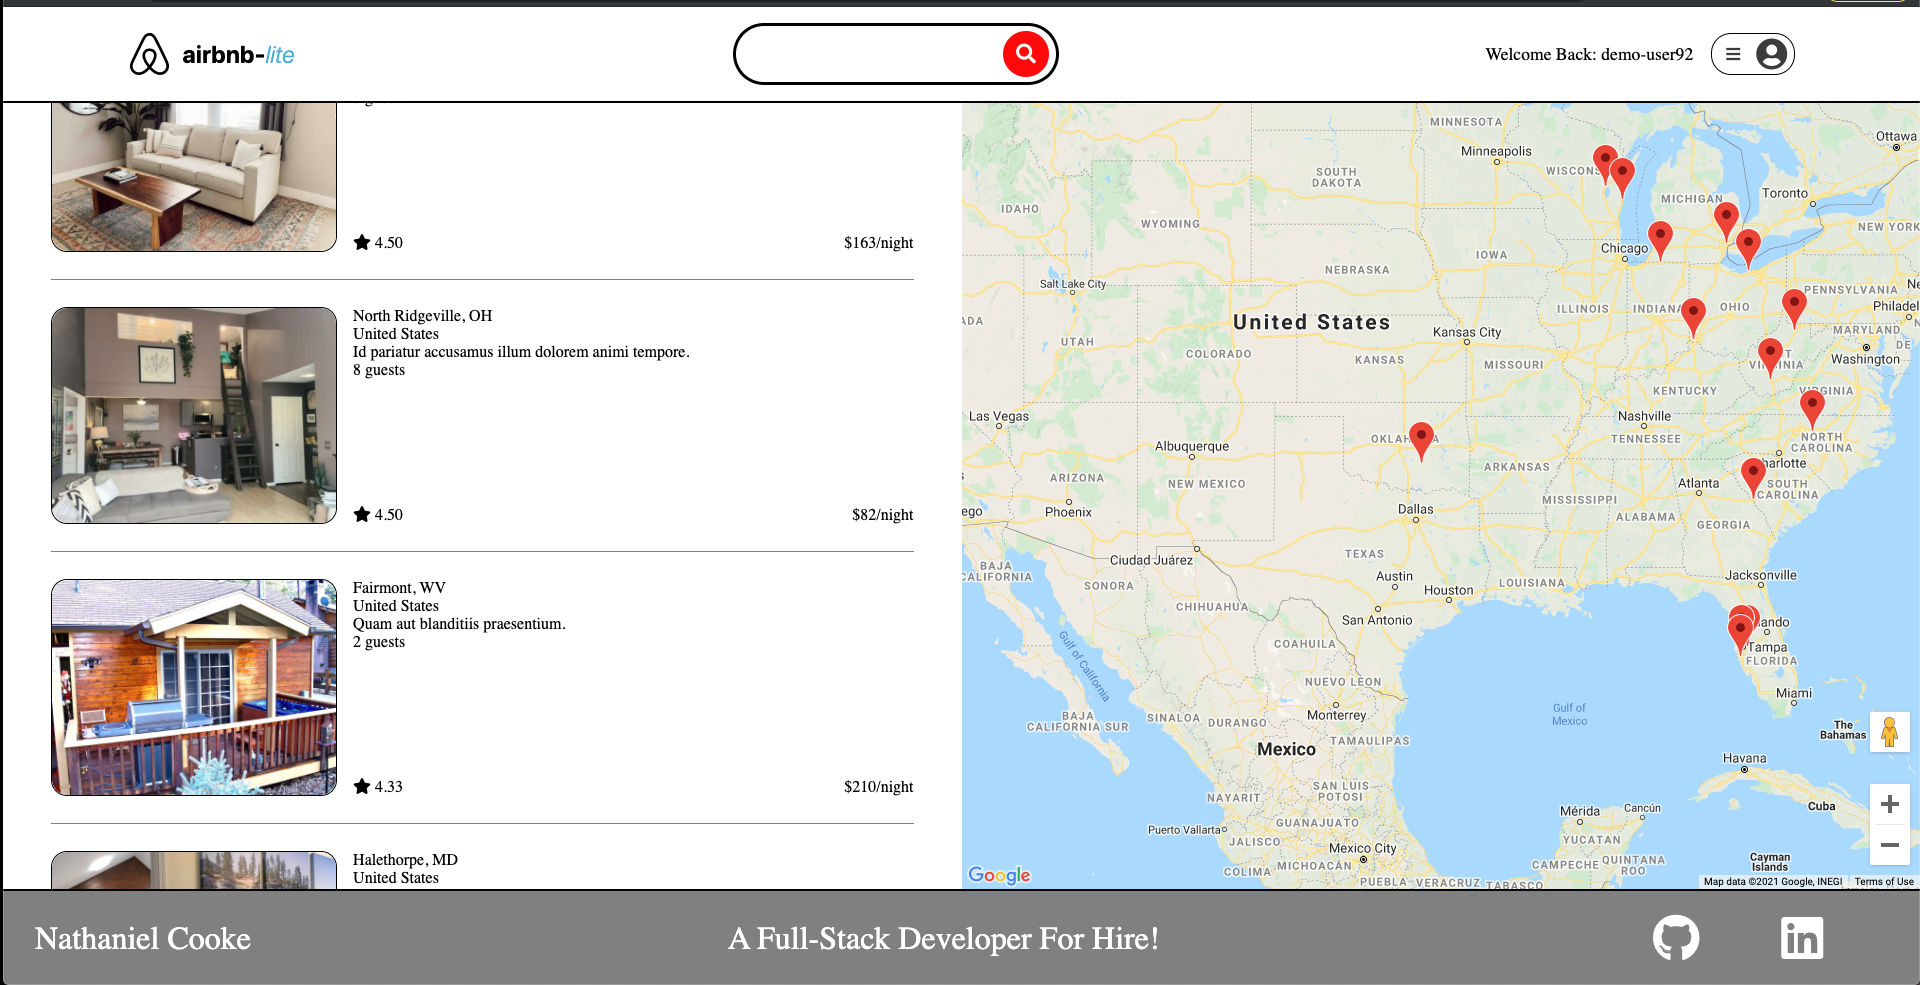 airbnb-lite
Welcome Back: demo-user92
4.50
$163/night
North Ridgeville, OH
United States
Id pariatur accusamus illum dolorem animi tempore.
8 guests
4.50
$82/night
Fairmont, WV
United States
Quam aut blanditiis praesentium.
2 guests
4.33
$210/night
Halethorpe, MD
United States
MINNESOTA
Ottawa
Minneapolis
WISCONS
SOUTH
DAKOTA
MICHIGAN
Toronto
IDAHO
WYOMING
NEW YORK
Chicago
IOWA
NEBRASKA
Salt Lake City
PENNSYLVANIA
Ne
ILLINOIS
INDIANA
OHIO
Philadel
ADA
United States
Kansas City
MARYLAND
UTAH
COLORADO
KANSAS
MISSOURI
DE
Washington
VIRGINIA
KENTUCKY
VIRGINIA
Las Vegas
Nashville
Albuquerque
OKLAHOMA
TENNESSEE
NORTH
CAROLINA
ARKANSAS
Charlotte
ARIZONA
NEW MEXICO
Atlanta
SOUTH
CAROLINA
MISSISSIPPI
ego
Phoenix
Dallas
ALABAMA
GEORGIA
Ciudad Juárez
TEXAS
BAJA
CALIFORNIA
SONORA
Austin
Houston
LOUISIANA
Jacksonville
CHIHUAHUA
San Antonio
ando
COAHUILA
Tampa
FLORIDA
Gulf of California
NUEVO LEON
Miami
Gulf of
Mexico
BAJA
CALIFORNIA SUR
SINALOA
DURANGO
Monterrey
The
Bahamas
TAMAULIPAS
Mexico
Havana
SAN LUIS
POTOSI
NAYARIT
Mérida
Cancún
Cuba
GUANAJUATO
Puerto Vallarta
JALISCO
YUCATAN
Mexico City
Cayman
Islands
CAMPECHE
QUINTANA
ROO
COLIMA
MICHOACÁN
PUEBLA
VERACRUZ
TABASCO
Google
Map data ©2021 Google, INEGI
Terms of Use
Nathaniel Cooke
A Full-Stack Developer For Hire!
in